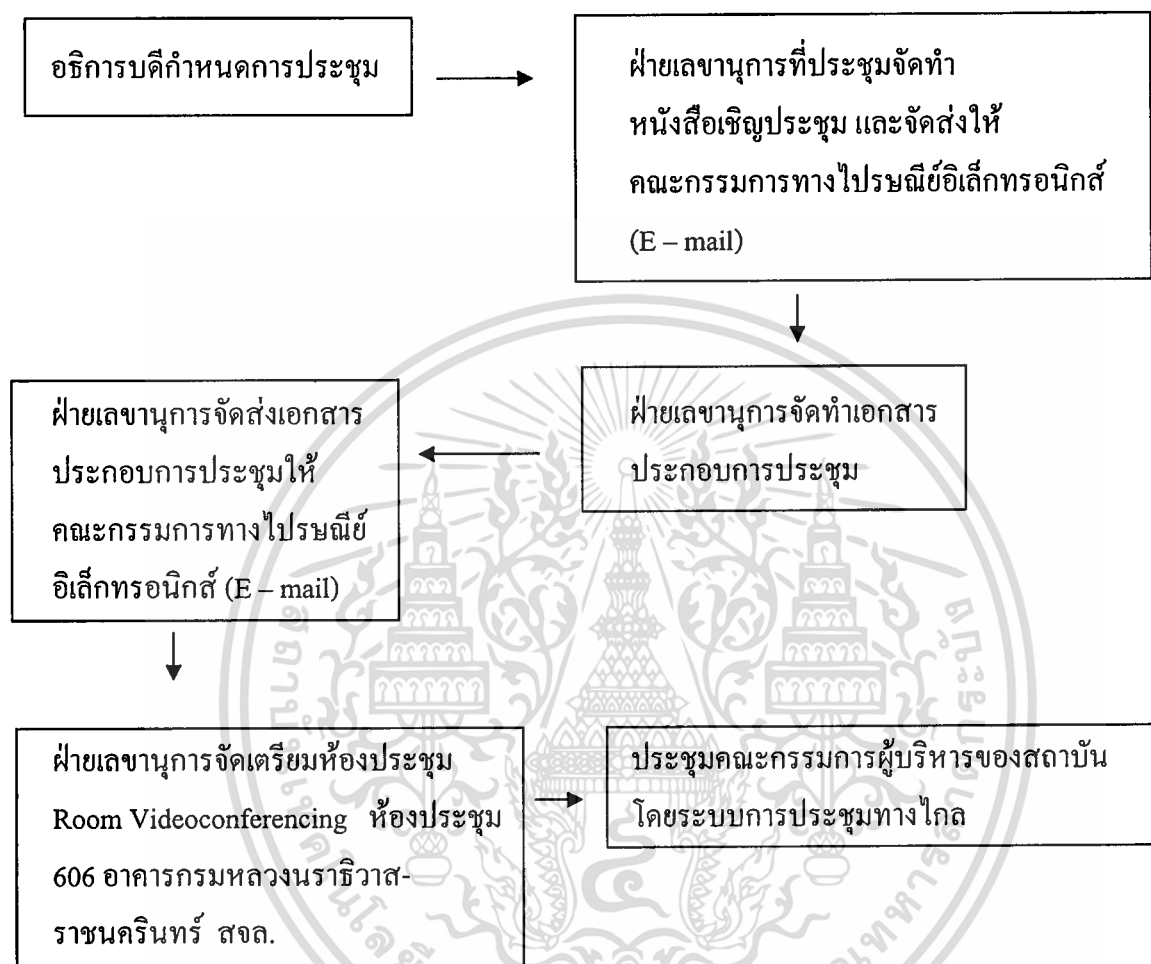 อธิการบดีกำหนดการประชุม
ฝ่ายเลขานุการที่ประชุมจัดทำ
หนังสือเชิญประชุม และจัดส่งให้
คณะกรรมการทางไปรษณีย์อิเล็กทรอนิกส์
(E – mail)
ฝ่ายเลขานุการจัดทำเอกสาร
ประกอบการประชุม
ฝ่ายเลขานุการจัดส่งเอกสาร
ประกอบการประชุมให้
คณะกรรมการทางไปรษณีย์
อิเล็กทรอนิกส์ (E – mail)
ฝ่ายเลขานุการจัดเตรียมห้องประชุม
Room Videoconferencing ห้องประชุม
606 อาคารกรมหลวงนราธิวาส-
ราชนครินทร์ สจล.
ประชุมคณะกรรมการผู้บริหารของสถาบัน
โดยระบบการประชุมทางไกล